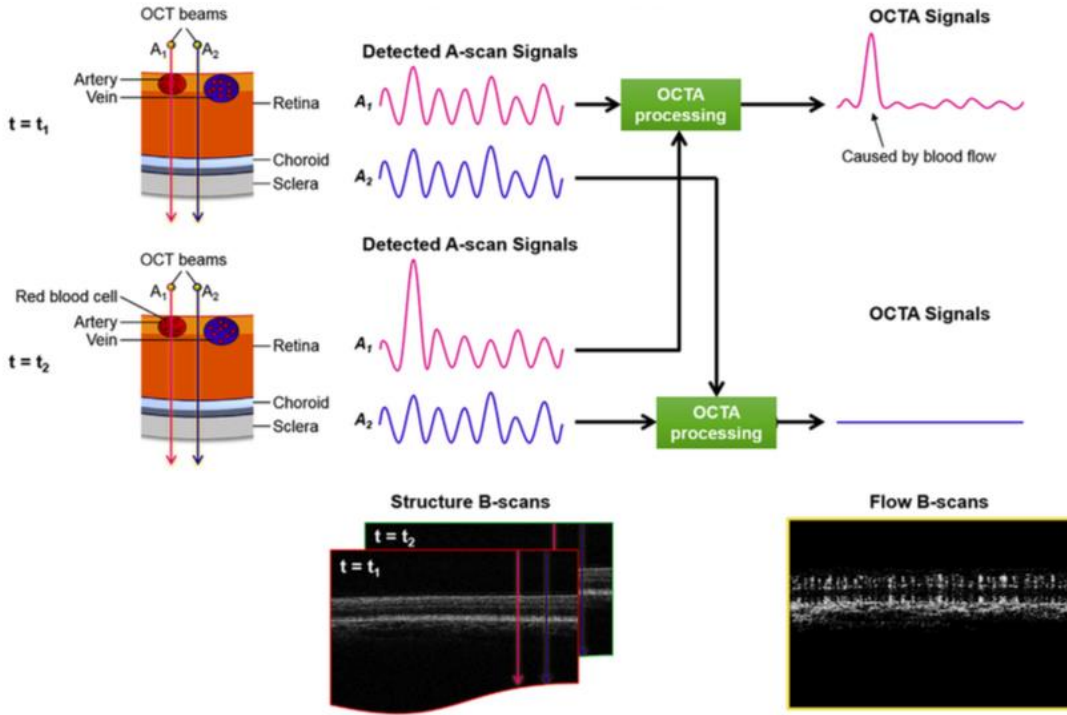 OCT beams
A1
A2
Artery
Vein
Retina
t = t1
Choroid
Sclera
Detected A-scan Signals
A1
A2
OCTA
processing
OCTA Signals
Caused by blood flow
OCT beams
A1
A2
Red blood cell
Artery
Vein
Retina
t = t2
Choroid
Sclera
Detected A-scan Signals
A1
A2
OCTA
processing
OCTA Signals
Structure B-scans
t = t2
t = t1
Flow B-scans